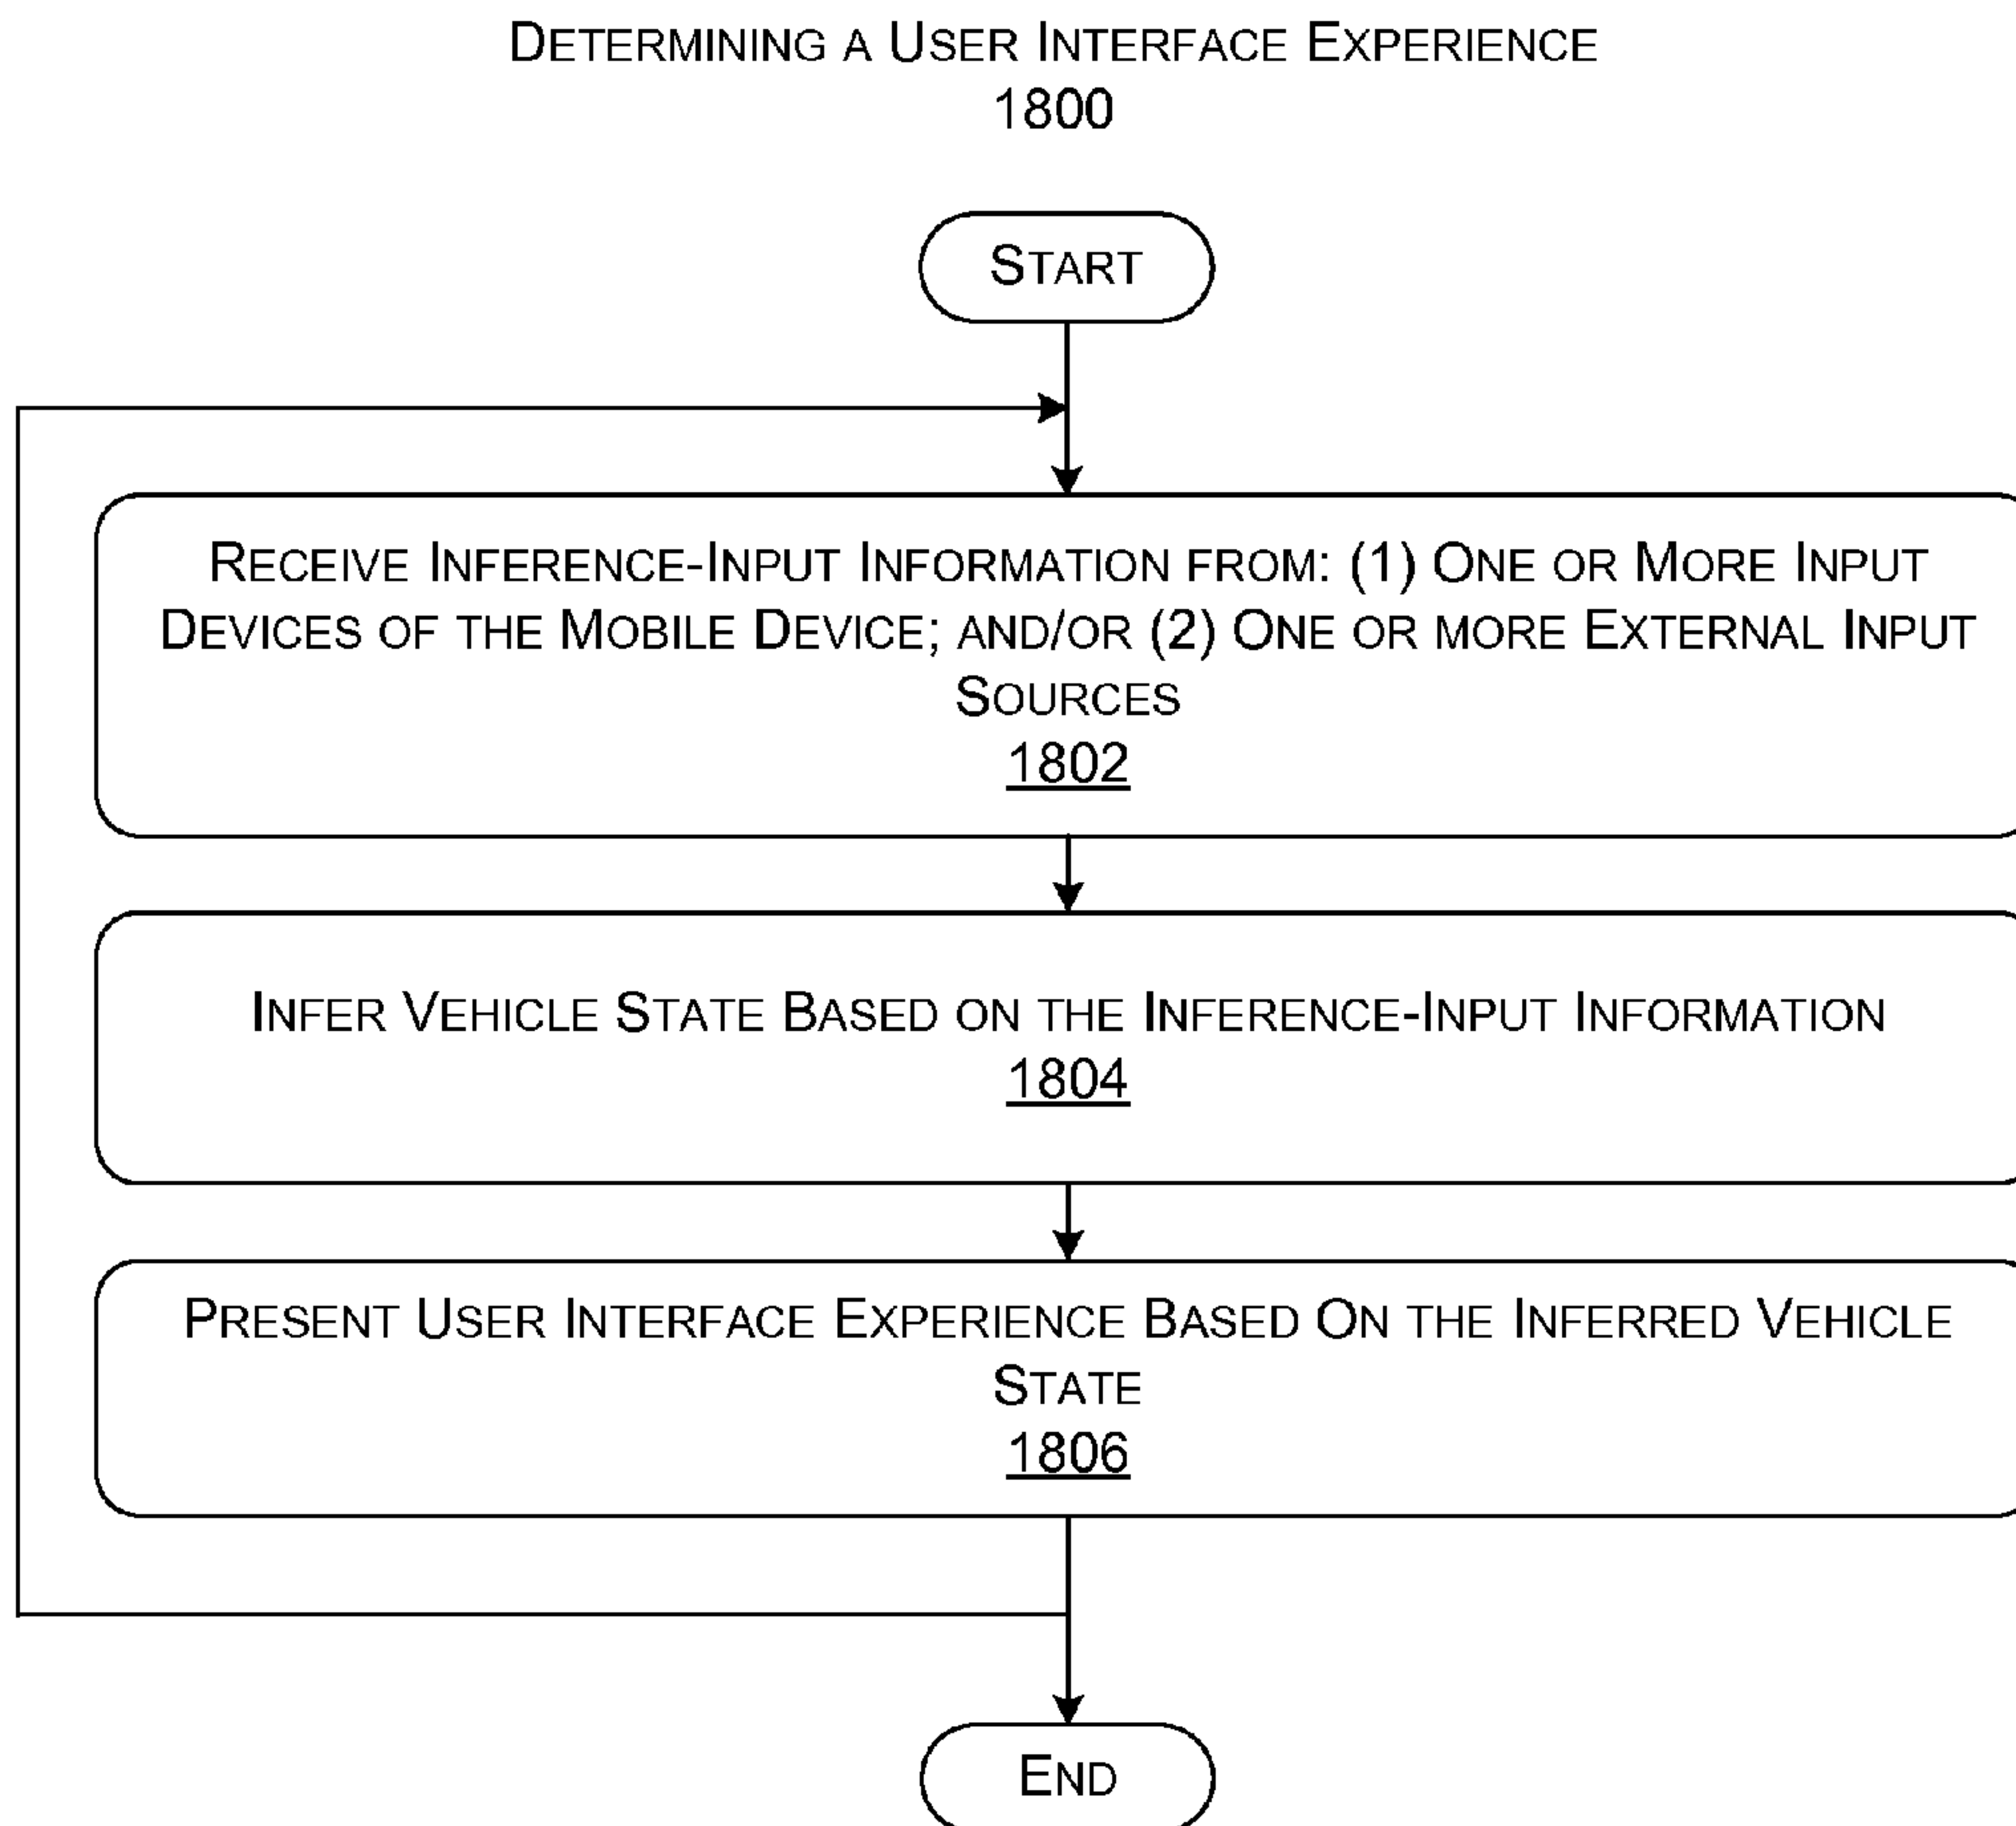 DETERMINING A USER INTERFACE EXPERIENCE
1800
START
RECEIVE INFERENCE-INPUT INFORMATION FROM: (1) ONE OR MORE INPUT
DEVICES OF THE MOBILE DEVICE; AND/OR (2) ONE OR MORE EXTERNAL INPUT
SOURCES
1802
INFER VEHICLE STATE BASED ON THE INFERENCE-INPUT INFORMATION
1804
PRESENT USER INTERFACE EXPERIENCE BASED ON THE INFERRED VEHICLE
STATE
1806
END